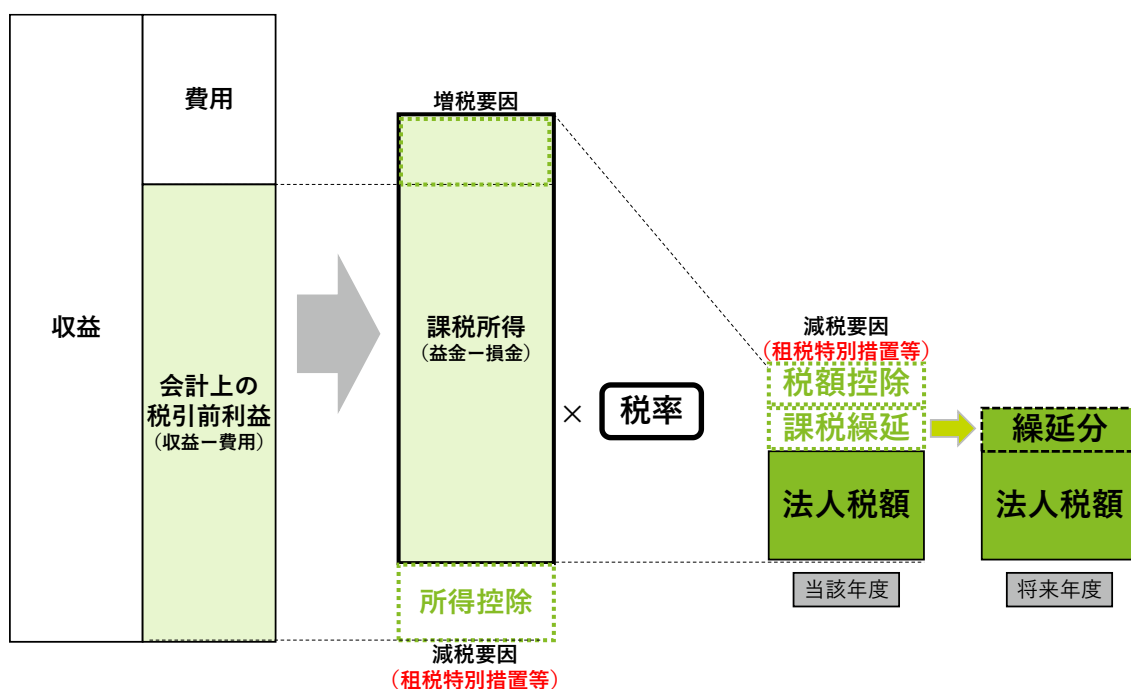 収益
費用
会計上の
税引前利益
（収益ー費用）
増税要因
課税所得
（益金ー損金）
所得控除
減税要因
（租税特別措置等）
×
税率
減税要因
（租税特別措置等）
税額控除
課税繰延
法人税額
当該年度
繰延分
法人税額
将来年度